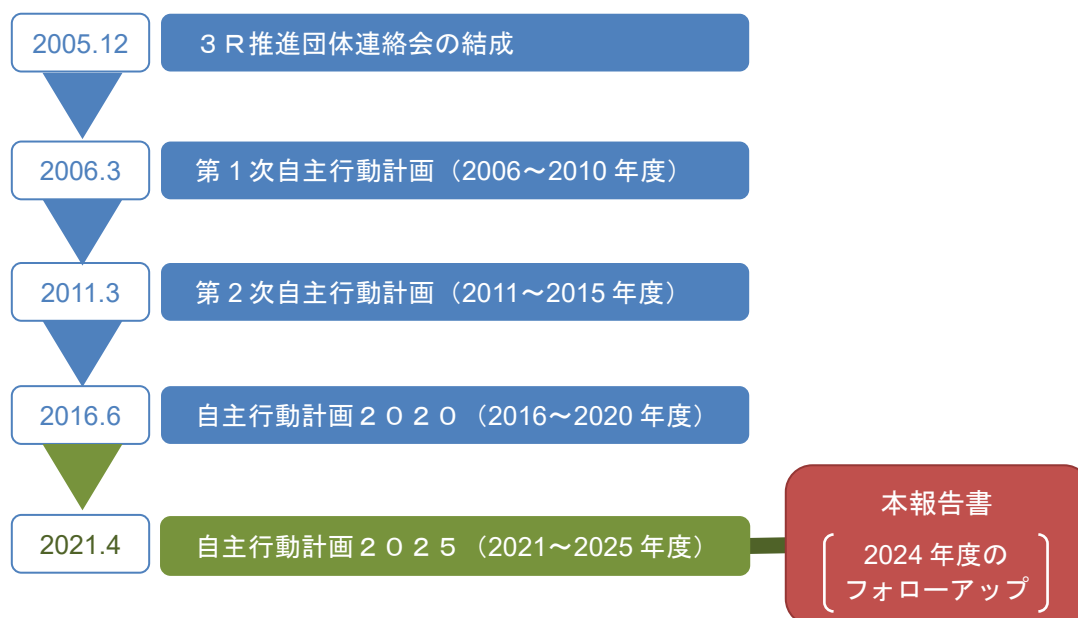 2005.12 ３Ｒ推進団体連絡会の結成
2006.3 第１次自主行動計画（2006～2010 年度）
2011.3 第２次自主行動計画（2011～2015 年度）
2016.6 自主行動計画２０２０（2016～2020 年度）
2021.4 自主行動計画２０２５（2021～2025 年度）
本報告書
2024 年度の
フォローアップ